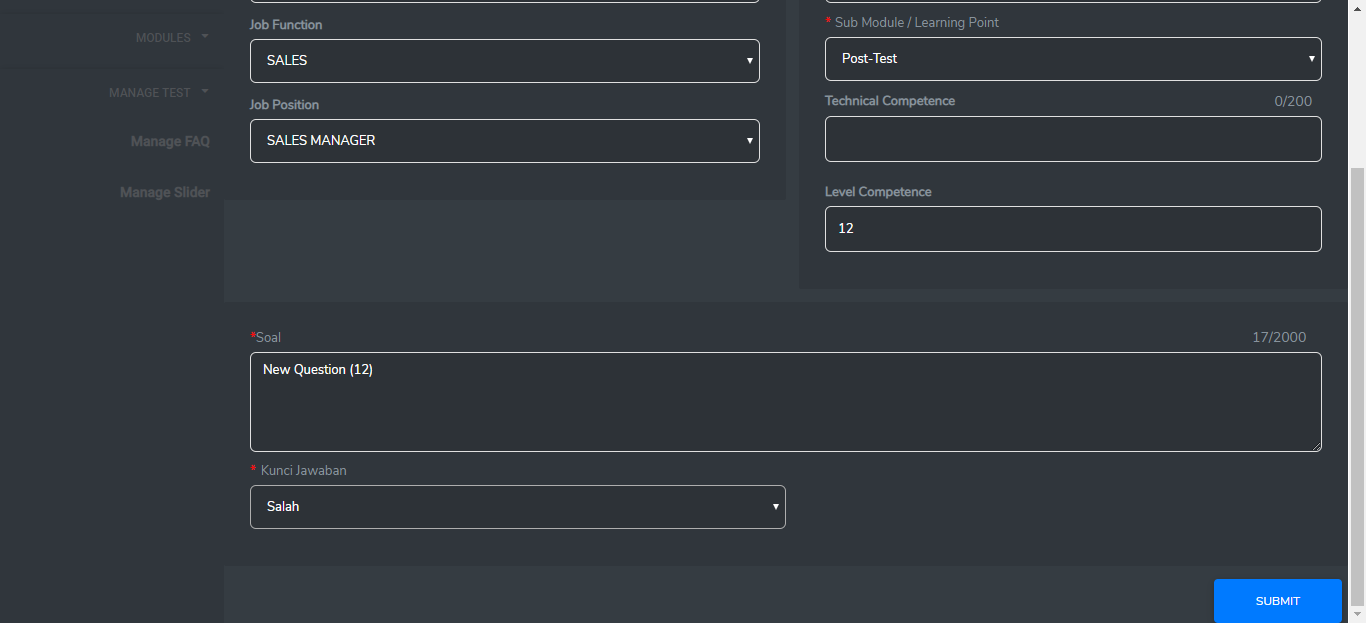 MODULES
MANAGE TEST
Manage FAQ
Manage Slider
Job Function
SALES
Job Position
SALES MANAGER
* Sub Module / Learning Point
Post-Test
Technical Competence 0/200
Level Competence
12
*Soal 17/2000
New Question (12)
* Kunci Jawaban
Salah
SUBMIT